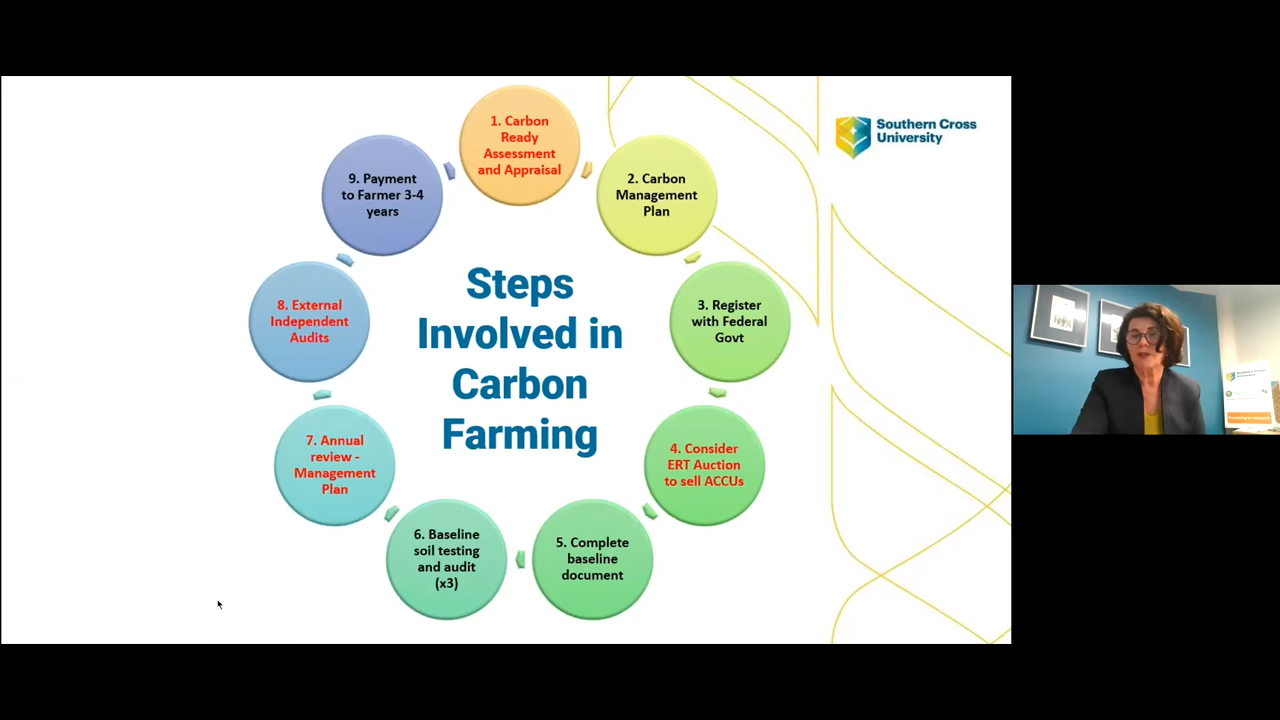 Southern Cross
University
1. Carbon
Ready
Assessment
and Appraisal
2. Carbon
Management
Plan
3. Register
with Federal
Govt
4. Consider
ERT Auction
to sell ACCUs
5. Complete
baseline
document
6. Baseline
soil testing
and audit
(x3)
7. Annual
review -
Management
Plan
8. External
Independent
Audits
9. Payment
to Farmer 3-4
years
Steps
Involved in
Carbon
Farming